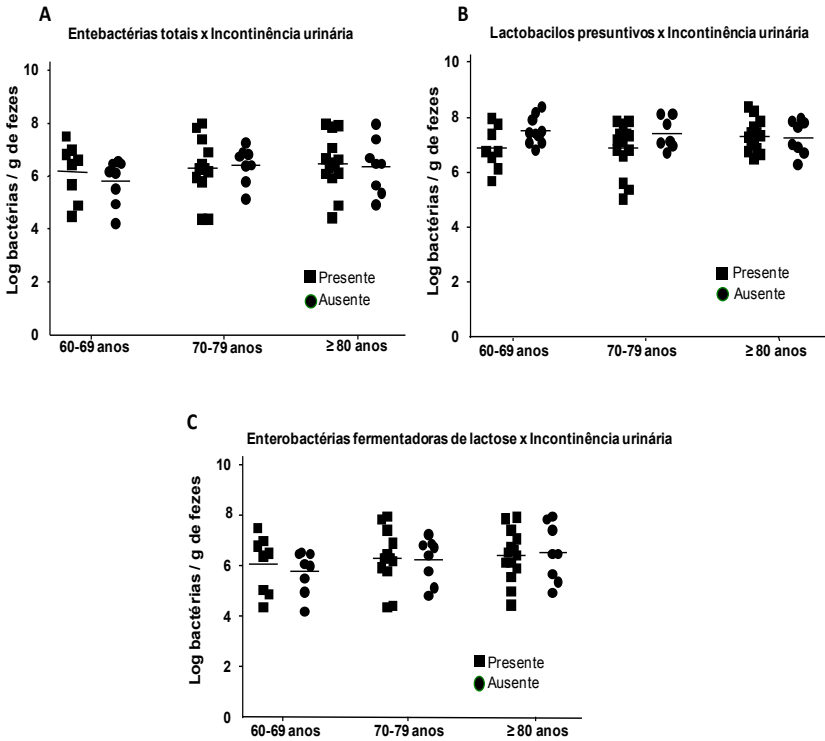 A
Entebactérias totais x Incontinência urinária
Log bactérias / g de fezes
10
8
6
4
2
0
Presente
Ausente
60-69 anos 70-79 anos ≥ 80 anos
B
Lactobacilos presuntivos x Incontinência urinária
Log bactérias / g de fezes
10
8
6
4
2
0
Presente
Ausente
60-69 anos 70-79 anos ≥ 80 anos
C
Enterobactérias fermentadoras de lactose x Incontinência urinária
Log bactérias / g de fezes
10
8
6
4
2
0
Presente
Ausente
60-69 anos 70-79 anos ≥ 80 anos